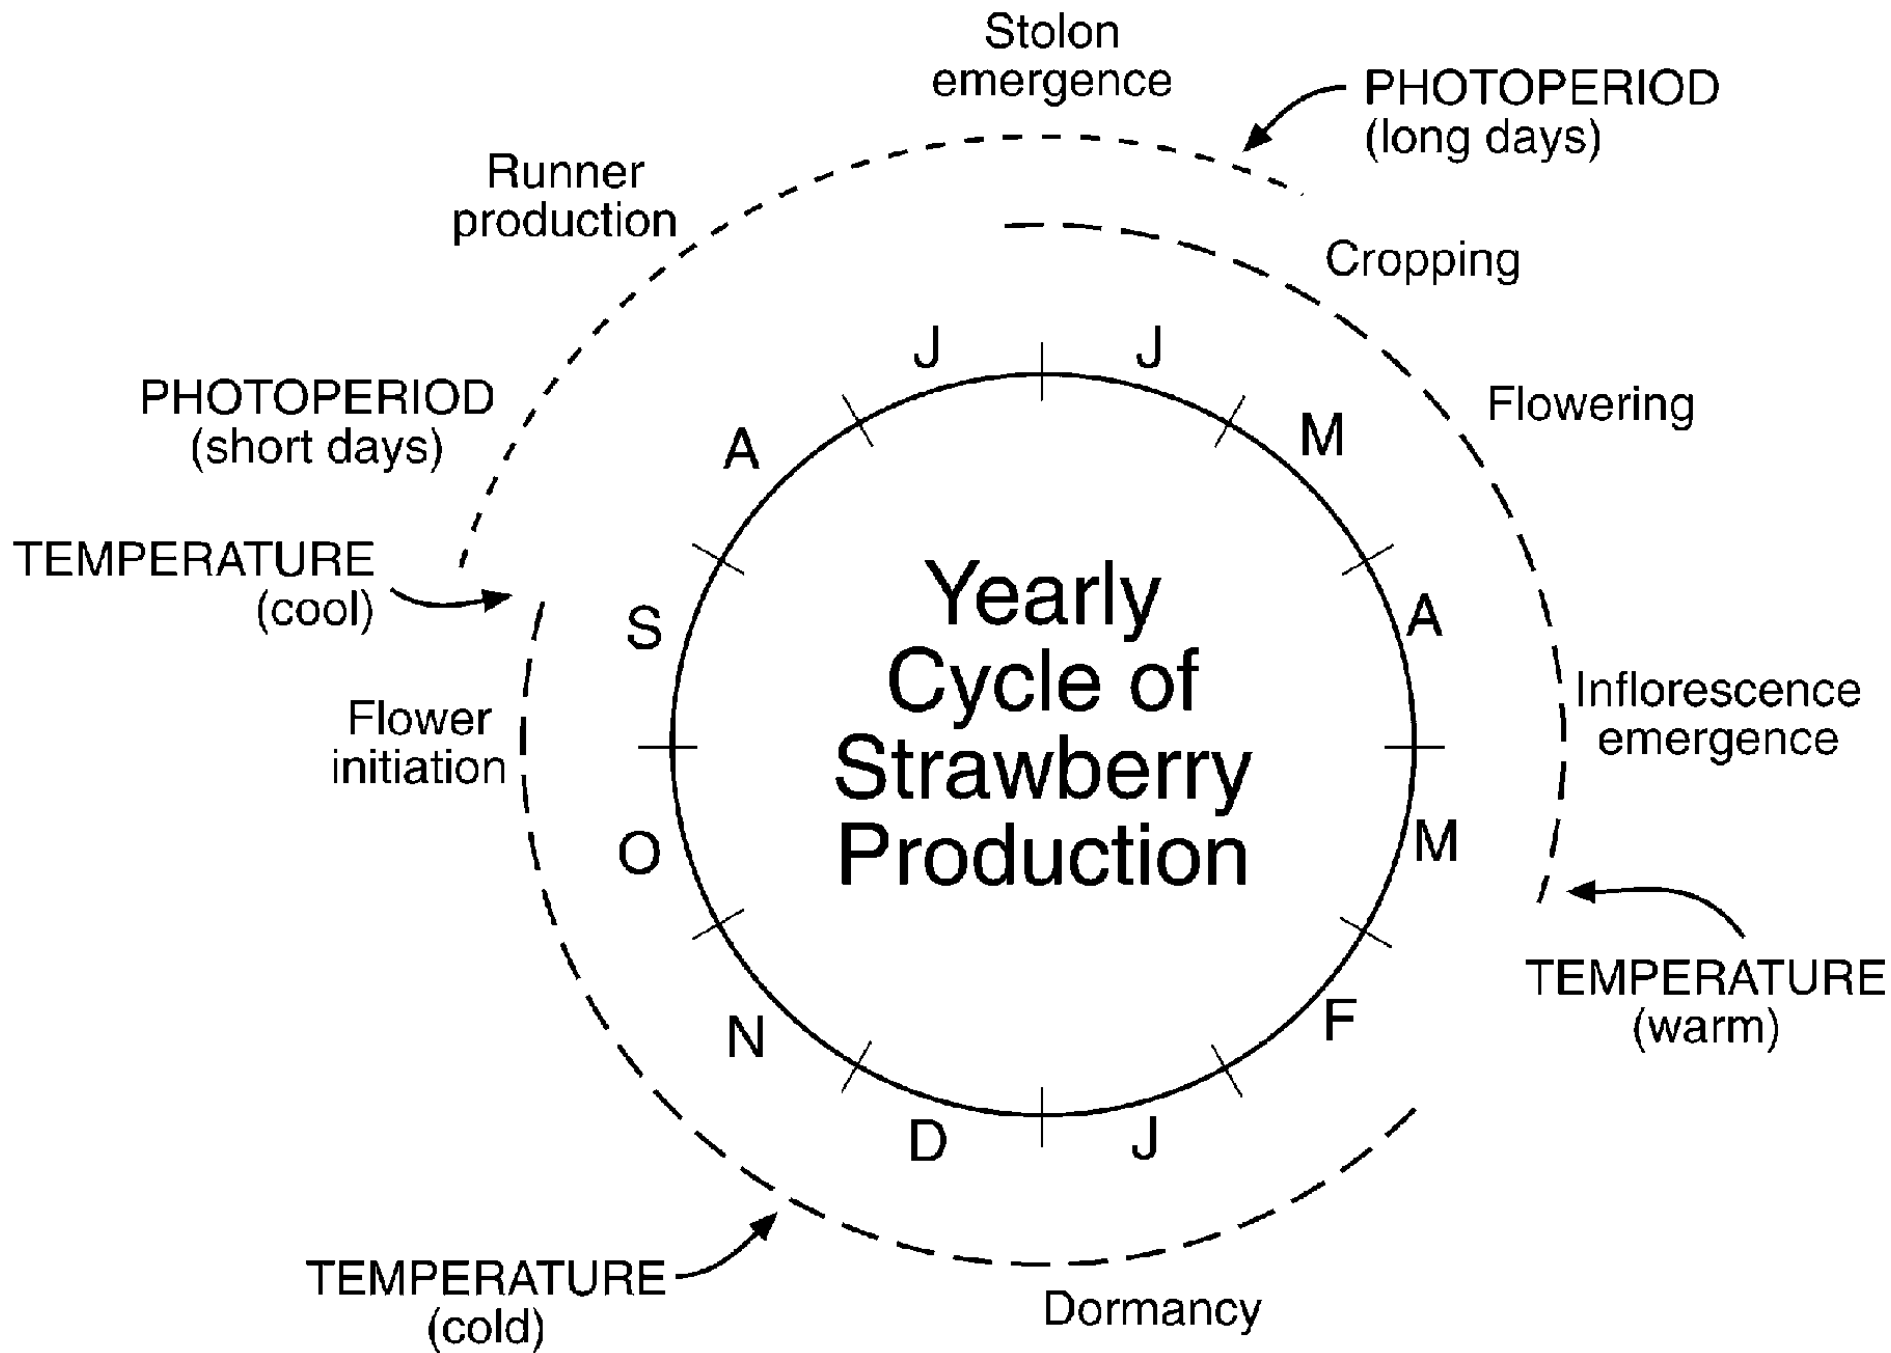 Stolon
emergence
PHOTOPERIOD
(long days)
Runner
production
Cropping
J
J
PHOTOPERIOD
(short days)
A
M
Flowering
TEMPERATURE
(cool)
S
A
Yearly
Cycle of
Strawberry
Production
Flower
initiation
Inflorescence
emergence
O
M
TEMPERATURE
(warm)
N
F
D
J
TEMPERATURE
(cold)
Dormancy